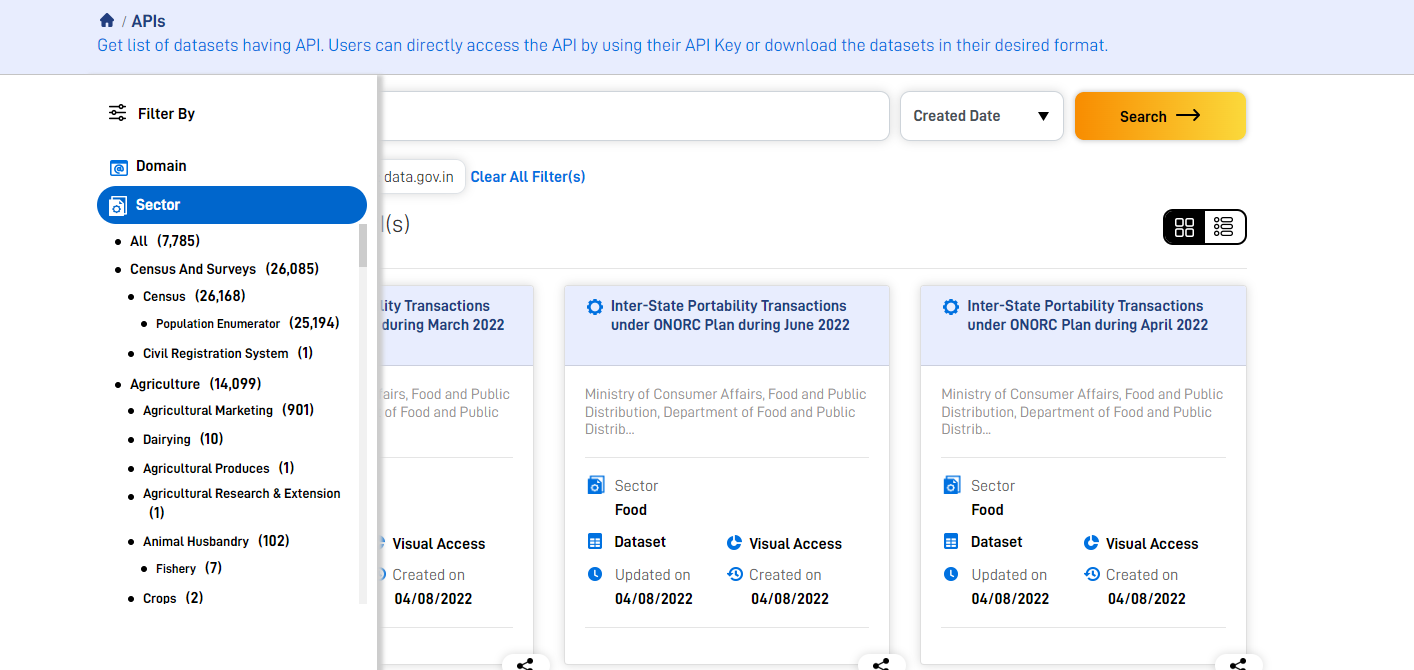 / APIs
Get list of datasets having API. Users can directly access the API by using their API Key or download the datasets in their desired format.
Filter By
Domain
Sector
All (7,785)
Census And Surveys (26,085)
Census (26,168)
Population Enumerator (25,194)
Civil Registration System (1)
Agriculture (14,099)
Agricultural Marketing (901)
Dairying (10)
Agricultural Produces (1)
Agricultural Research & Extension
(1)
Animal Husbandry (102)
Fishery (7)
Crops (2)
Created Date
Search
data.gov.in
Clear All Filter(s)
(s)
Transactions
during March 2022
Food and Public
of Food and Public
Visual Access
Created on
04/08/2022
Inter-State Portability Transactions
under ONORC Plan during June 2022
Ministry of Consumer Affairs, Food and Public
Distribution, Department of Food and Public
Distrib...
Sector
Food
Dataset
Visual Access
Updated on
Created on
04/08/2022
04/08/2022
Inter-State Portability Transactions
under ONORC Plan during April 2022
Ministry of Consumer Affairs, Food and Public
Distribution, Department of Food and Public
Distrib...
Sector
Food
Dataset
Visual Access
Updated on
Created on
04/08/2022
04/08/2022